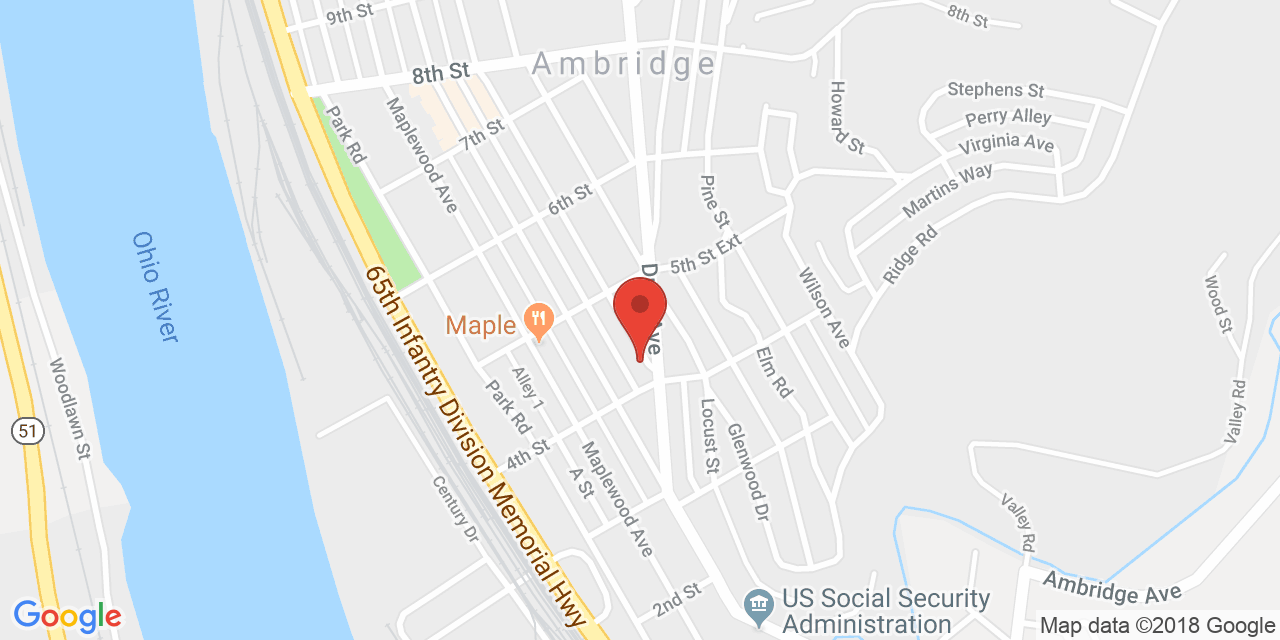 9th St
8th St
Ambridge
8th St
Park Rd
Maplewood Ave
7th St
Howard St
Stephens St
Perry Alley
Virginia Ave
Martins Way
6th St
Pine St
5th St Ext
Ridge Rd
Ohio River
65th Infantry Division Memorial Hwy
Maple
Ave
Wilson Ave
Wood St
Woodlawn St
51
Alley 1
Park Rd
Elm Rd
Locust St
Glenwood Dr
Valley Rd
4th St
A St
Maplewood Ave
Century Dr
Valley Rd
2nd St
Ambridge Ave
US Social Security
Administration
Google
Map data ©2018 Google